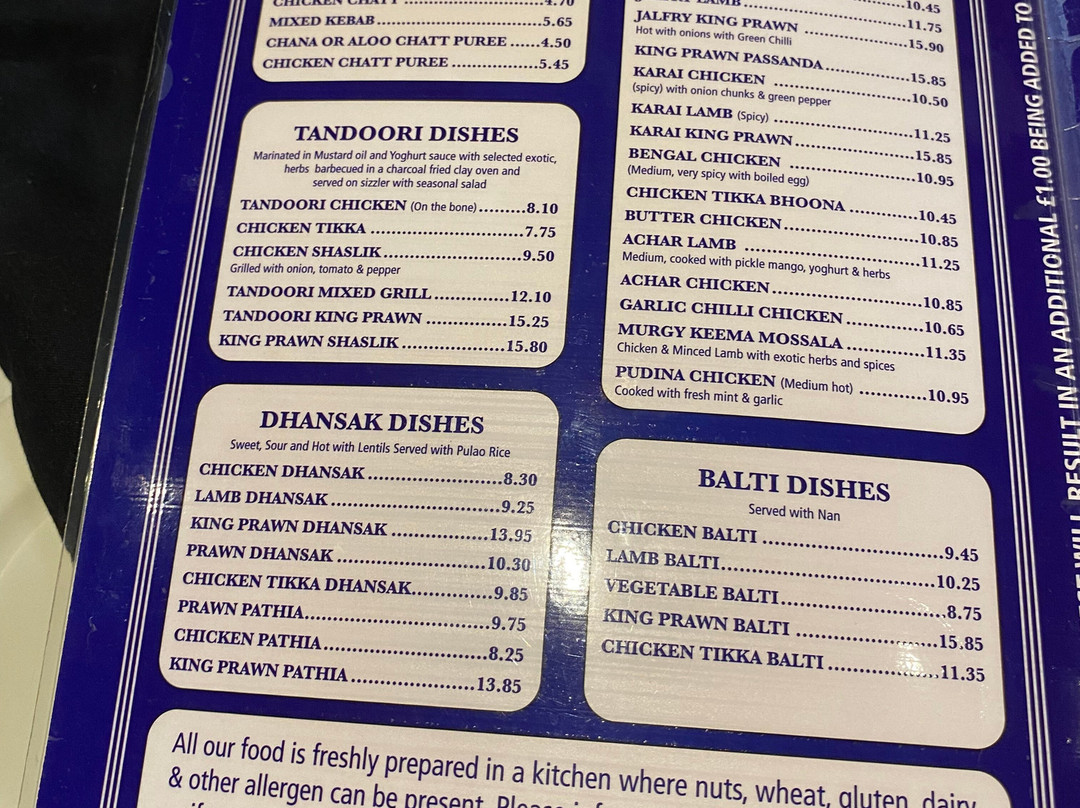 CHICKEN CHATT ..................4.70
MIXED KEBAB..............................5.65
CHANA OR ALOO CHATT PUREE ......4.50
CHICKEN CHATT PUREE .................5.45
TANDOORI DISHES
Marinated in Mustard oil and Yoghurt sauce with selected exotic,
herbs barbecued in a charcoal fried clay oven and
served on sizzler with seasonal salad
TANDOORI CHICKEN (On the bone).........8.10
CHICKEN TIKKA ..............................7.75
CHICKEN SHASLIK............................9.50
Grilled with onion, tomato & pepper
TANDOORI MIXED GRILL..............12.10
TANDOORI KING PRAWN ...............15.25
KING PRAWN SHASLIK...................15.80
DHANSAK DISHES
Sweet, Sour and Hot with Lentils Served with Pulao Rice
CHICKEN DHANSAK .........................8.30
LAMB DHANSAK ..............................9.25
KING PRAWN DHANSAK ..................13.95
PRAWN DHANSAK ...........................10.30
CHICKEN TIKKA DHANSAK...............9.85
PRAWN PATHIA................................9.75
CHICKEN PATHIA.............................8.25
KING PRAWN PATHIA......................13.85
LAMB..........................10.45
11.75
JALFRY KING PRAWN ..................15.90
Hot with onions with Green Chilli
KING PRAWN PASSANDA...............15.85
KARAI CHICKEN .........................10.50
(spicy) with onion chunks & green pepper
KARAI LAMB (Spicy) .........................11.25
KARAI KING PRAWN.....................15.85
BENGAL CHICKEN ......................10.95
(Medium, very spicy with boiled egg)
CHICKEN TIKKA BHOONA ..............10.45
BUTTER CHICKEN........................10.85
ACHAR LAMB .............................11.25
Medium, cooked with pickle mango, yoghurt & herbs
ACHAR CHICKEN.........................10.85
GARLIC CHILLI CHICKEN..............10.65
MURGY KEEMA MOSSALA ............11.35
Chicken & Minced Lamb with exotic herbs and spices
PUDINA CHICKEN (Medium hot) ..........10.95
Cooked with fresh mint & garlic
BALTI DISHES
Served with Nan
CHICKEN BALTI ............................9.45
LAMB BALTI.................................10.25
VEGETABLE BALTI.........................8.75
KING PRAWN BALTI .....................15.85
CHICKEN TIKKA BALTI.................11.35
All our food is freshly prepared in a kitchen where nuts, wheat, gluten, dairy
& other allergen can be present. Please
WILL RESULT IN AN ADDITIONAL £1.00 BEING ADDED TO